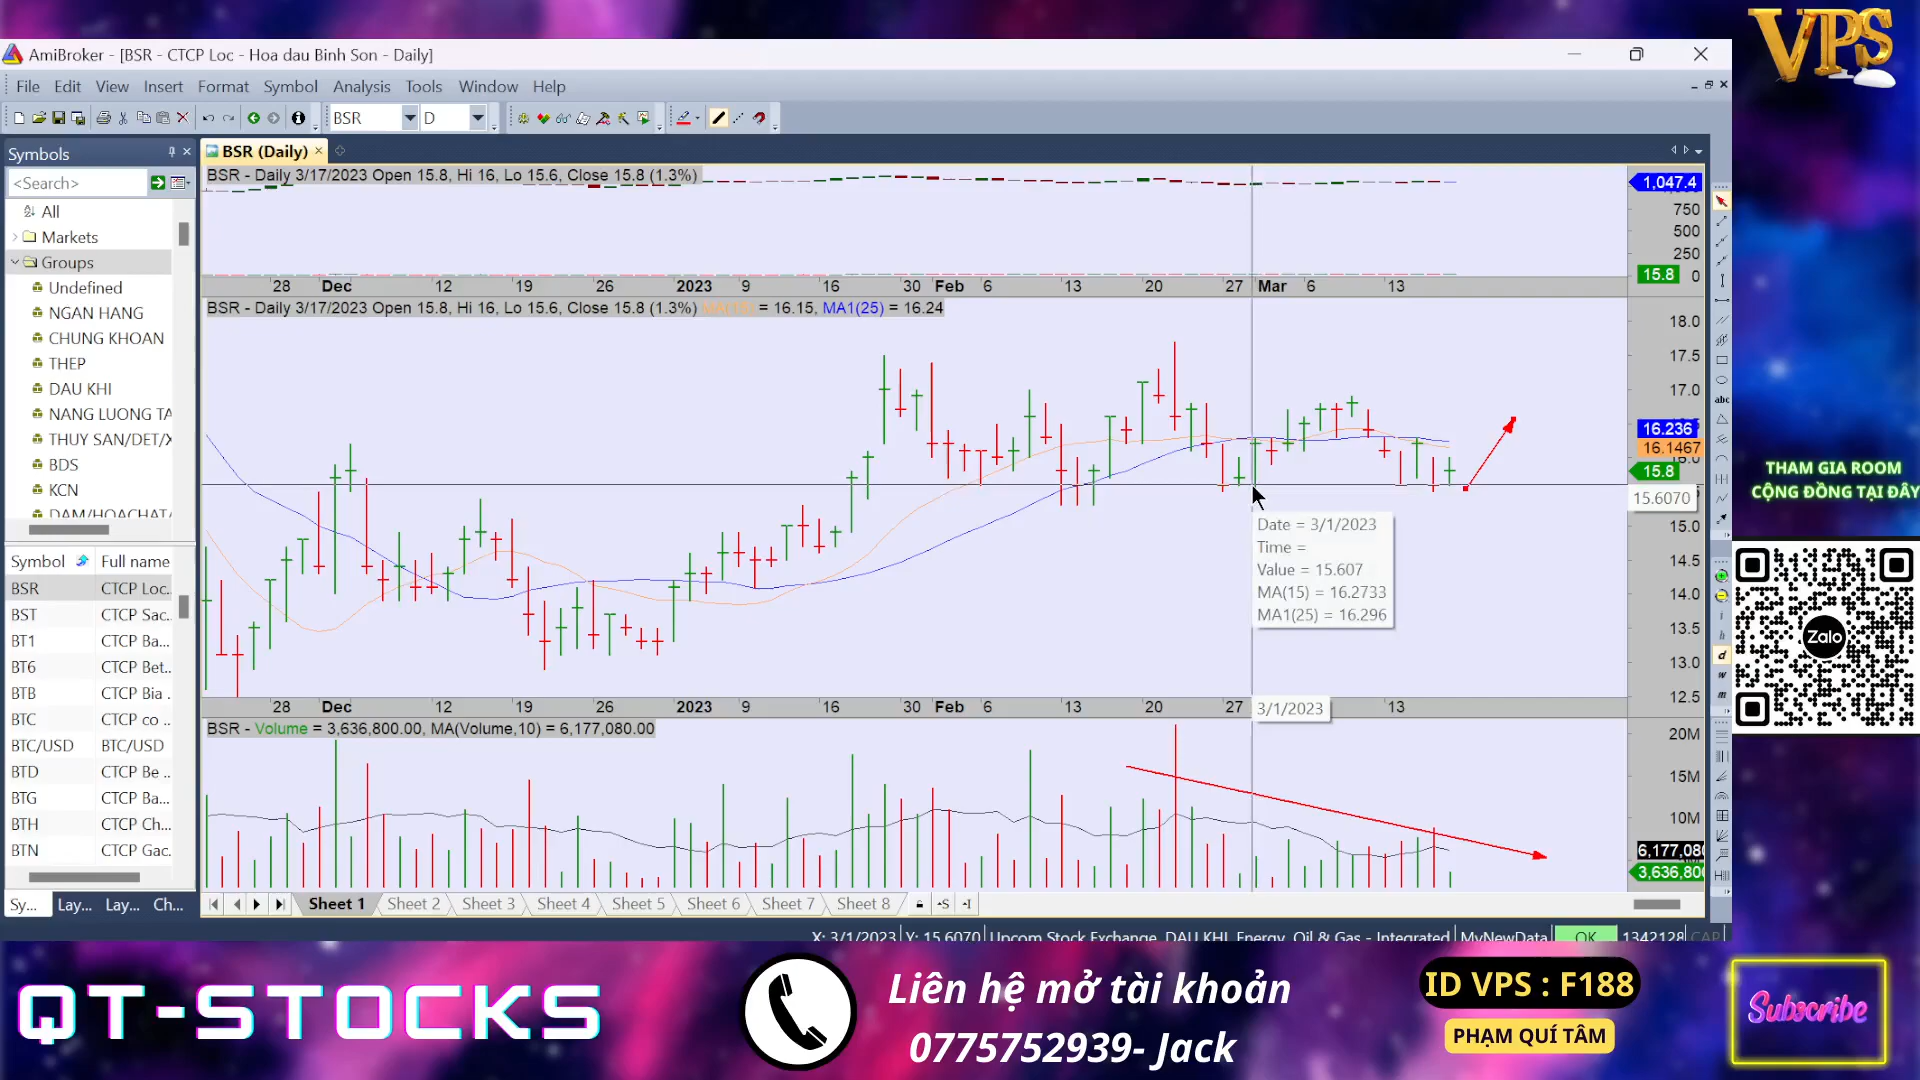 VPS
AmiBroker - [BSR - CTCP Loc - Hoa dau Binh Son - Daily]
File Edit View Insert Format Symbol Analysis Tools Window Help
BSR D
Symbols
BSR (Daily)
<Search>
All
Markets
Groups
Undefined
NGAN HANG
CHUNG KHOAN
THEP
DAU KHI
NANG LUONG TA
THUY SAN/DET/X
BDS
KCN
DAM/HOACHAT/
Symbol Full name
BSR CTCP Loc..
BST CTCP Sac..
BT1 CTCP Ba...
BT6 CTCP Bet..
BTB CTCP Bia .
BTC CTCP co ..
BTC/USD BTC/USD
BTD CTCP Be ..
BTG CTCP Ba...
BTH CTCP Ch...
BTN CTCP Gac.
Sy... Lay... Lay... Ch...
BSR - Daily 3/17/2023 Open 15.8, Hi 16, Lo 15.6, Close 15.8 (1.3%)
1,047.4
750
500
250
0
15.8
28 Dec 12 19 26 2023 9 16 30 Feb 6 13 20 27 Mar 6 13
BSR - Daily 3/17/2023 Open 15.8, Hi 16, Lo 15.6, Close 15.8 (1.3%) MA(15) = 16.15, MA1(25) = 16.24
18.0
17.5
17.0
16.236
16.1467
16.0
15.8
15.6070
15.0
14.5
14.0
13.5
13.0
12.5
Date = 3/1/2023
Time =
Value = 15.607
MA(15) = 16.2733
MA1(25) = 16.296
28 Dec 12 19 26 2023 9 16 30 Feb 6 13 20 27 3/1/2023 13
BSR - Volume = 3,636,800.00, MA(Volume,10) = 6,177,080.00
20M
15M
10M
6,177,080
3,636,800
Sheet 1 Sheet 2 Sheet 3 Sheet 4 Sheet 5 Sheet 6 Sheet 7 Sheet 8
X: 3/1/2023 Y: 15.6070 Upcom Stock Exchange, DAU KHI, Energy, Oil & Gas - Integrated MyNewData OK 1342128 CAP
abc
d
w
m
THAM GIA ROOM
CỘNG ĐỒNG TẠI ĐÂY
Zalo
QT-STOCKS
Liên hệ mở tài khoản
0775752939- Jack
ID VPS : F188
PHẠM QUÍ TÂM
Subscribe